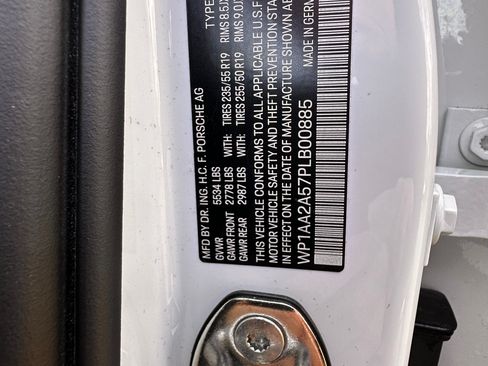 MFD BY DR. ING. H.C. F. PORSCHE AG TYPE
GVWR 5534 LBS
GAWR FRONT 2778 LBS WITH: TIRES 235/55 R19 RIMS 8.5J
GAWR REAR 2987 LBS WITH: TIRES 255/50 R19 RIMS 9.0J
THIS VEHICLE CONFORMS TO ALL APPLICABLE U.S.
MOTOR VEHICLE SAFETY AND THEFT PREVENTION STA
IN EFFECT ON THE DATE OF MANUFACTURE SHOWN AB
MADE IN GERM
WP1AA2A57PLB00885